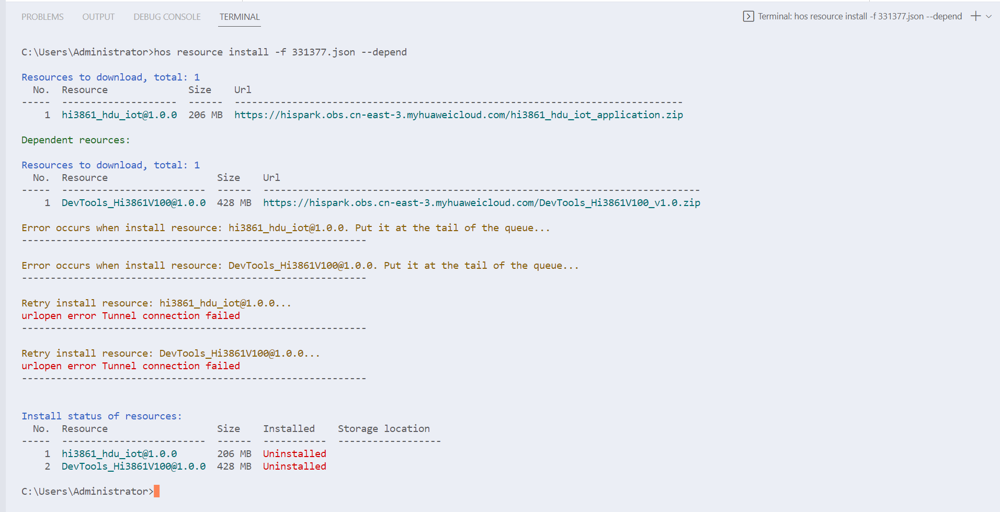 PROBLEMS OUTPUT DEBUG CONSOLE TERMINAL Terminal: hos resource install -f 331377.json --depend
C:\Users\Administrator>hos resource install -f 331377.json --depend
Resources to download, total: 1
No. Resource Size Url
----- -------------------- ------ ------------------------------------------------------------------------------
1 hi3861_hdu_iot@1.0.0 206 MB https://hispark.obs.cn-east-3.myhuaweicloud.com/hi3861_hdu_iot_application.zip
Dependent reources:
Resources to download, total: 1
No. Resource Size Url
----- ------------------------- ------ ----------------------------------------------------------------------------
1 DevTools_Hi3861V100@1.0.0 428 MB https://hispark.obs.cn-east-3.myhuaweicloud.com/DevTools_Hi3861V100_v1.0.zip
Error occurs when install resource: hi3861_hdu_iot@1.0.0. Put it at the tail of the queue...
------------------------------------------------------------
Error occurs when install resource: DevTools_Hi3861V100@1.0.0. Put it at the tail of the queue...
------------------------------------------------------------
Retry install resource: hi3861_hdu_iot@1.0.0...
urlopen error Tunnel connection failed
------------------------------------------------------------
Retry install resource: DevTools_Hi3861V100@1.0.0...
urlopen error Tunnel connection failed
------------------------------------------------------------
Install status of resources:
No. Resource Size Installed Storage location
----- ------------------------- ------ ----------- ------------------
1 hi3861_hdu_iot@1.0.0 206 MB Uninstalled
2 DevTools_Hi3861V100@1.0.0 428 MB Uninstalled
C:\Users\Administrator>